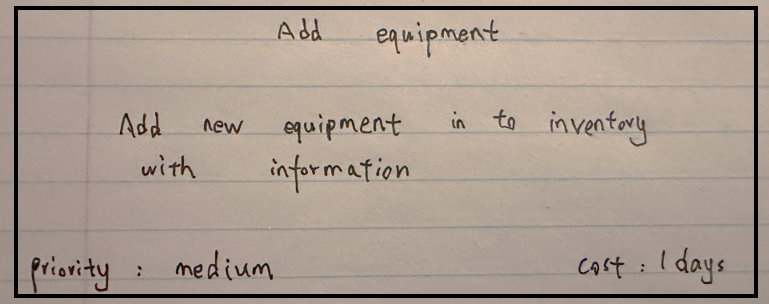 Add equipment
Add new equipment in to inventory
with information
priority : medium cost : 1 days